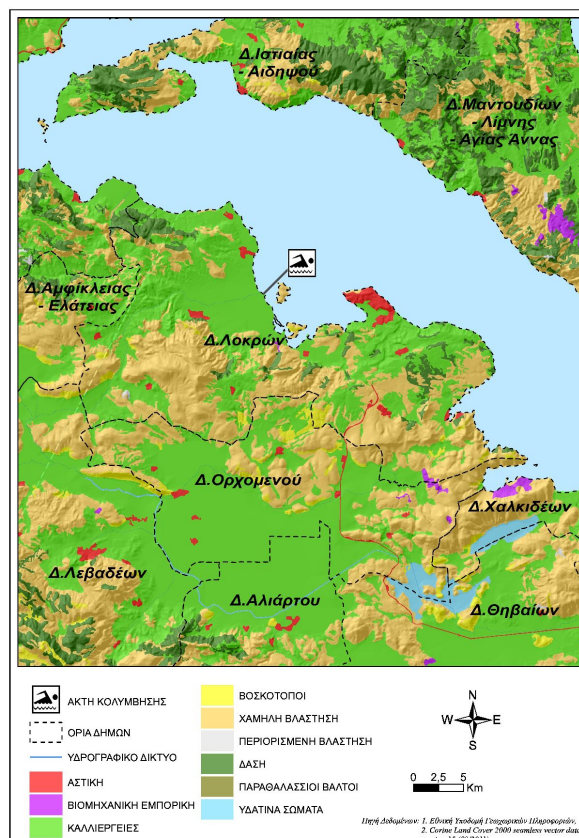 Δ.Ιστιαίας
- Αιδηψού
Δ.Μαντουδίων
- Λίμνης
- Αγίας Άννας
Δ.Αμφίκλειας
- Ελάτειας
Δ.Λοκρών
Δ.Ορχομενού
Δ.Χαλκιδέων
Δ.Λεβαδέων
Δ.Αλιάρτου
Δ.Θηβαίων
ΑΚΤΗ ΚΟΛΥΜΒΗΣΗΣ
ΟΡΙΑ ΔΗΜΩΝ
ΥΔΡΟΓΡΑΦΙΚΟ ΔΙΚΤΥΟ
ΑΣΤΙΚΗ
ΒΙΟΜΗΧΑΝΙΚΗ ΕΜΠΟΡΙΚΗ
ΚΑΛΛΙΕΡΓΕΙΕΣ
ΒΟΣΚΟΤΟΠΟΙ
ΧΑΜΗΛΗ ΒΛΑΣΤΗΣΗ
ΠΕΡΙΟΡΙΣΜΕΝΗ ΒΛΑΣΤΗΣΗ
ΔΑΣΗ
ΠΑΡΑΘΑΛΑΣΣΙΟΙ ΒΑΛΤΟΙ
ΥΔΑΤΙΝΑ ΣΩΜΑΤΑ
N
W E
S
0 2,5 5
Km
Πηγή Δεδομένων: 1. Εθνική Υποδομή Γεωχωρικών Πληροφοριών,
2. Corine Land Cover 2000 seamless vector data